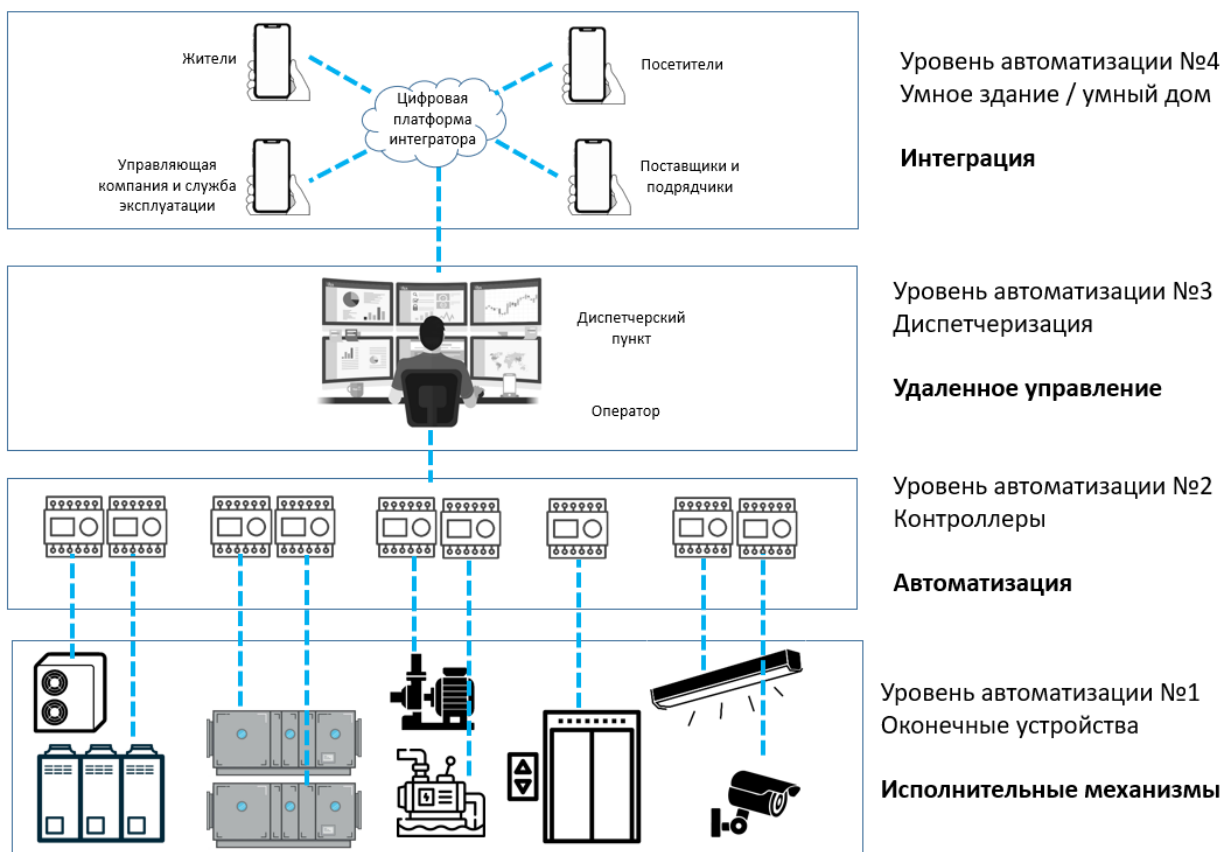 Жители
Посетители
Цифровая
платформа
интегратора
Управляющая
компания и служба
эксплуатации
Поставщики и
подрядчики
Уровень автоматизации №4
Умное здание / умный дом
Интеграция
Диспетчерский
пункт
Оператор
Уровень автоматизации №3
Диспетчеризация
Удаленное управление
Уровень автоматизации №2
Контроллеры
Автоматизация
Уровень автоматизации №1
Оконечные устройства
Исполнительные механизмы